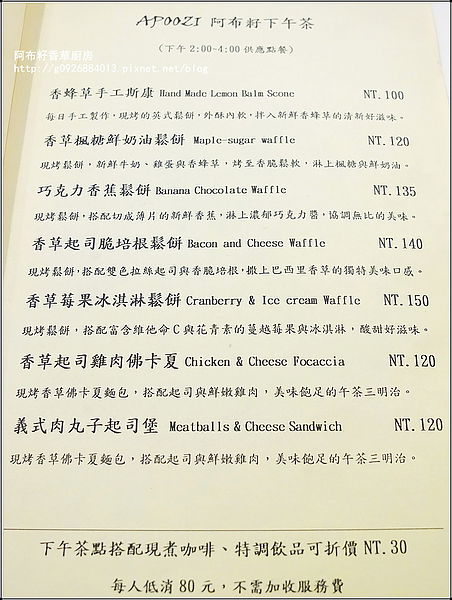 APOOZI 阿布籽下午茶
阿布籽香草廚房
(下午 2:00~4:00 供應點餐)
http://g0926884013.pixnet.net/blog
香蜂草手工斯康 Hand Made Lemon Balm Scone NT.100
每日手工製作,現烤的英式鬆餅,外酥內軟,拌入新鮮香蜂草的清新好滋味。
香草楓糖鮮奶油鬆餅 Maple-sugar waffle NT.120
現烤鬆餅,新鮮牛奶、雞蛋與香蜂草,烤至香脆鬆軟,淋上楓糖與鮮奶油。
巧克力香蕉鬆餅 Banana Chocolate Waffle NT.135
現烤鬆餅,搭配切成薄片的新鮮香蕉,淋上濃郁巧克力醬,協調無比的美味。
香草起司脆培根鬆餅 Bacon and Cheese Waffle NT.140
現烤鬆餅,搭配雙色拉絲起司與香脆培根,撒上巴西里香草的獨特美味口感。
香草莓果冰淇淋鬆餅 Cranberry & Ice cream Waffle NT.150
現烤鬆餅,搭配富含維他命 C 與花青素的蔓越莓果與冰淇淋,酸甜好滋味。
香草起司雞肉佛卡夏 Chicken & Cheese Focaccia NT.120
現烤香草佛卡夏麵包,搭配起司與鮮嫩雞肉,美味飽足的午茶三明治。
義式肉丸子起司堡 Meatballs & Cheese Sandwich NT.120
現烤香草佛卡夏麵包,搭配起司與鮮嫩雞肉,美味飽足的午茶三明治。
下午茶點搭配現煮咖啡、特調飲品可折價 NT.30
每人低消 80 元,不需加收服務費